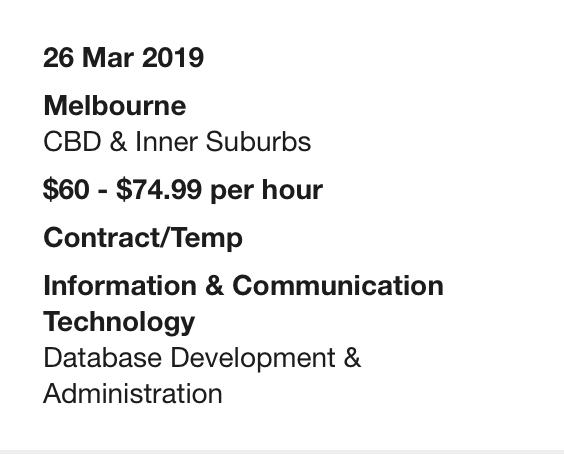 26 Mar 2019
Melbourne
CBD & Inner Suburbs
$60 - $74.99 per hour
Contract/Temp
Information & Communication
Technology
Database Development &
Administration